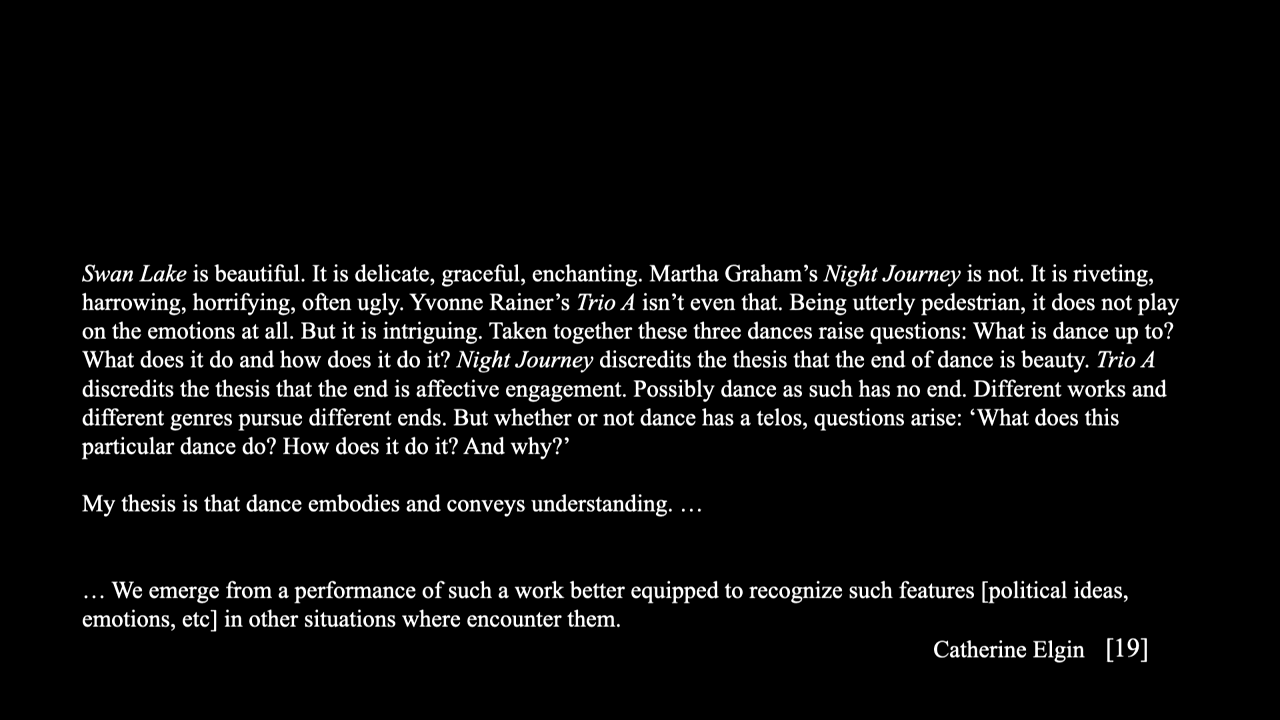 Swan Lake is beautiful. It is delicate, graceful, enchanting. Martha Graham’s Night Journey is not. It is riveting,
harrowing, horrifying, often ugly. Yvonne Rainer’s Trio A isn’t even that. Being utterly pedestrian, it does not play
on the emotions at all. But it is intriguing. Taken together these three dances raise questions: What is dance up to?
What does it do and how does it do it? Night Journey discredits the thesis that the end of dance is beauty. Trio A
discredits the thesis that the end is affective engagement. Possibly dance as such has no end. Different works and
different genres pursue different ends. But whether or not dance has a telos, questions arise: ‘What does this
particular dance do? How does it do it? And why?’
My thesis is that dance embodies and conveys understanding. …
… We emerge from a performance of such a work better equipped to recognize such features [political ideas,
emotions, etc] in other situations where encounter them.
Catherine Elgin [19]